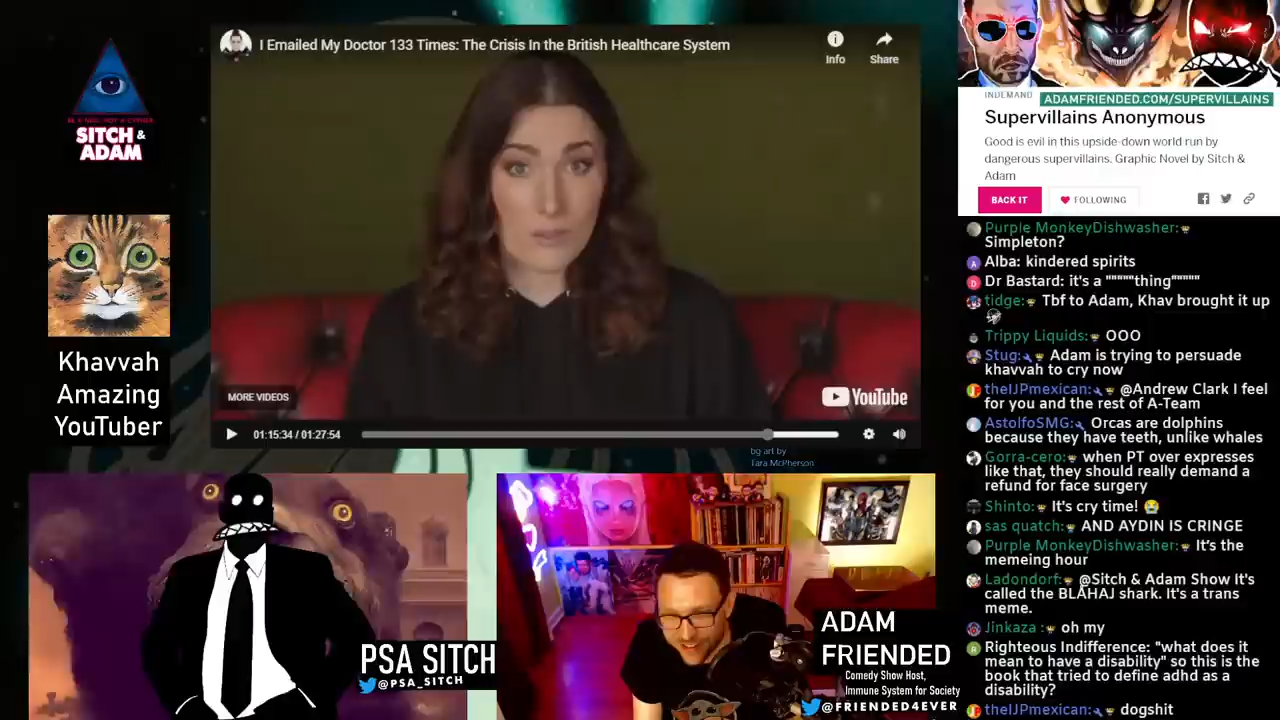 BE A NEO, NOT A CYPHER
SITCH &
ADAM
Khavvah
Amazing
YouTuber
I Emailed My Doctor 133 Times: The Crisis In the British Healthcare System
Info
Share
MORE VIDEOS
YouTube
01:15:34 / 01:27:54
bg art by
Tara McPherson
PSA SITCH
@PSA_SITCH
ADAM
FRIENDED
Comedy Show Host,
Immune System for Society
@FRIENDED4EVER
INDEMAND
ADAMFRIENDED.COM/SUPERVILLAINS
Supervillains Anonymous
Good is evil in this upside-down world run by
dangerous supervillains. Graphic Novel by Sitch &
Adam
BACK IT
FOLLOWING
Purple MonkeyDishwasher:
Simpleton?
Alba: kindered spirits
Dr Bastard: it's a """""thing"""""
tidge: Tbf to Adam, Khav brought it up
Trippy Liquids: OOO
Stug: Adam is trying to persuade
khavvah to cry now
theIJPmexican: @Andrew Clark I feel
for you and the rest of A-Team
AstolfoSMG: Orcas are dolphins
because they have teeth, unlike whales
Gorra-cero: when PT over expresses
like that, they should really demand a
refund for face surgery
Shinto: It's cry time! 😭
sas quatch: AND AYDIN IS CRINGE
Purple MonkeyDishwasher: It's the
memeing hour
Ladondorf: @Sitch & Adam Show It's
called the BLÅHAJ shark. It's a trans
meme.
Jinkaza : oh my
Righteous Indifference: "what does it
mean to have a disability" so this is the
book that tried to define adhd as a
disability?
theIJPmexican: dogshit